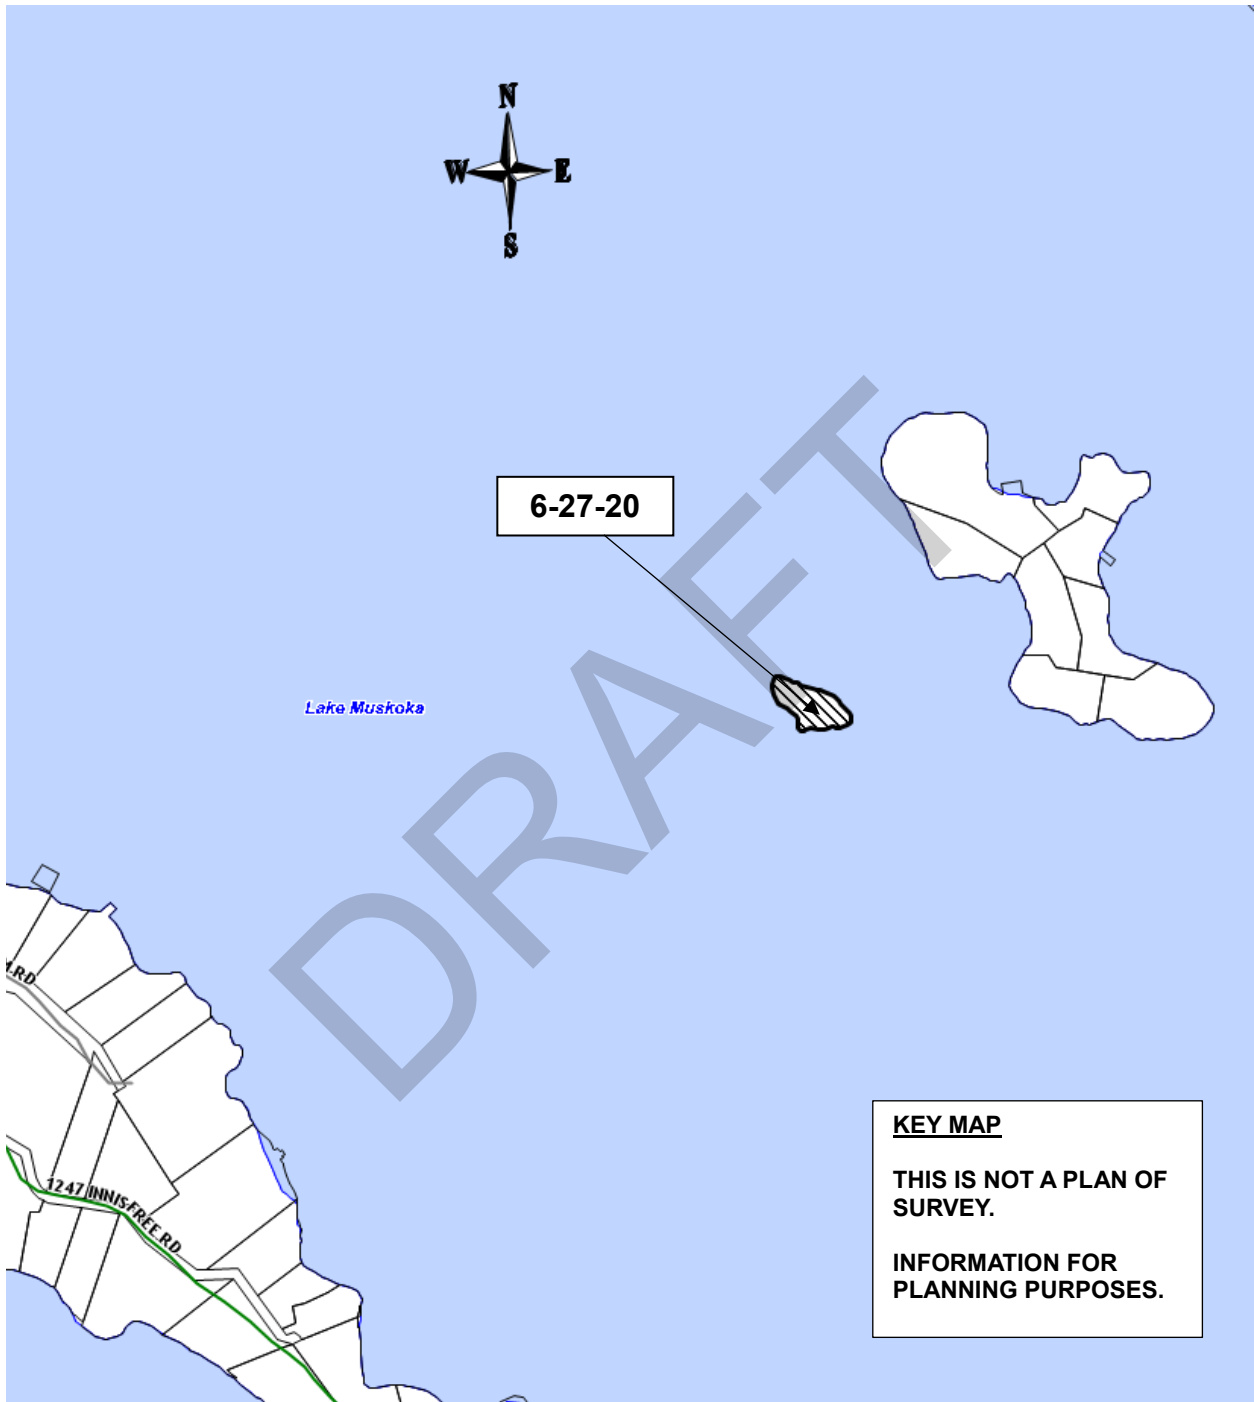 N
W E
S
6-27-20
Lake Muskoka
DRAFT
RD
1247 INNISFREE RD
KEY MAP
THIS IS NOT A PLAN OF
SURVEY.
INFORMATION FOR
PLANNING PURPOSES.